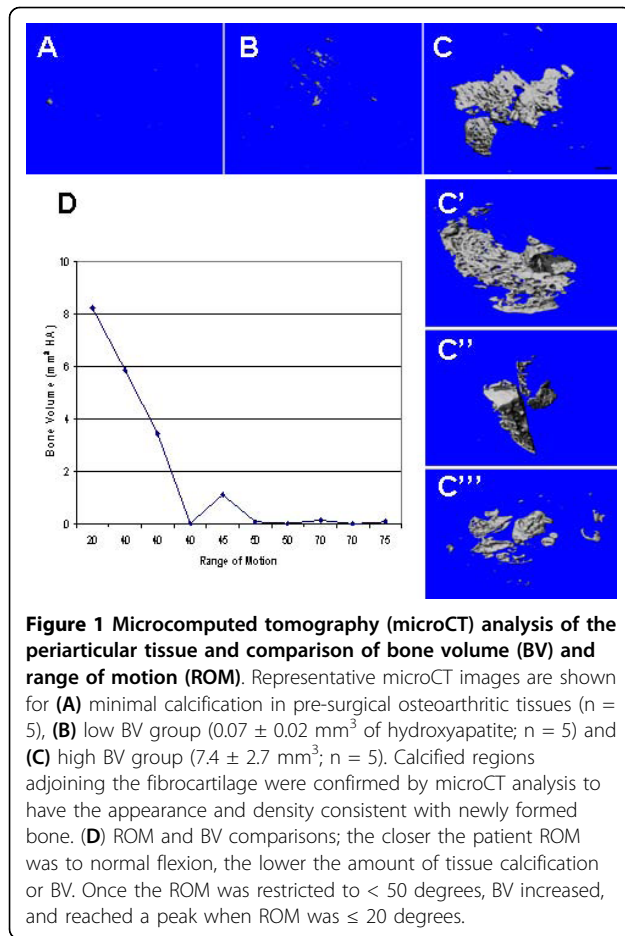 A
B
C
D
C'
C''
C'''
Bone Volume (mm³ HA)
10
8
6
4
2
0
20 40 40 40 45 50 50 70 70 75
Range of Motion
Figure 1 Microcomputed tomography (microCT) analysis of the
periarticular tissue and comparison of bone volume (BV) and
range of motion (ROM). Representative microCT images are shown
for (A) minimal calcification in pre-surgical osteoarthritic tissues (n =
5), (B) low BV group (0.07 ± 0.02 mm³ of hydroxyapatite; n = 5) and
(C) high BV group (7.4 ± 2.7 mm³; n = 5). Calcified regions
adjoining the fibrocartilage were confirmed by microCT analysis to
have the appearance and density consistent with newly formed
bone. (D) ROM and BV comparisons; the closer the patient ROM
was to normal flexion, the lower the amount of tissue calcification
or BV. Once the ROM was restricted to < 50 degrees, BV increased,
and reached a peak when ROM was ≤ 20 degrees.